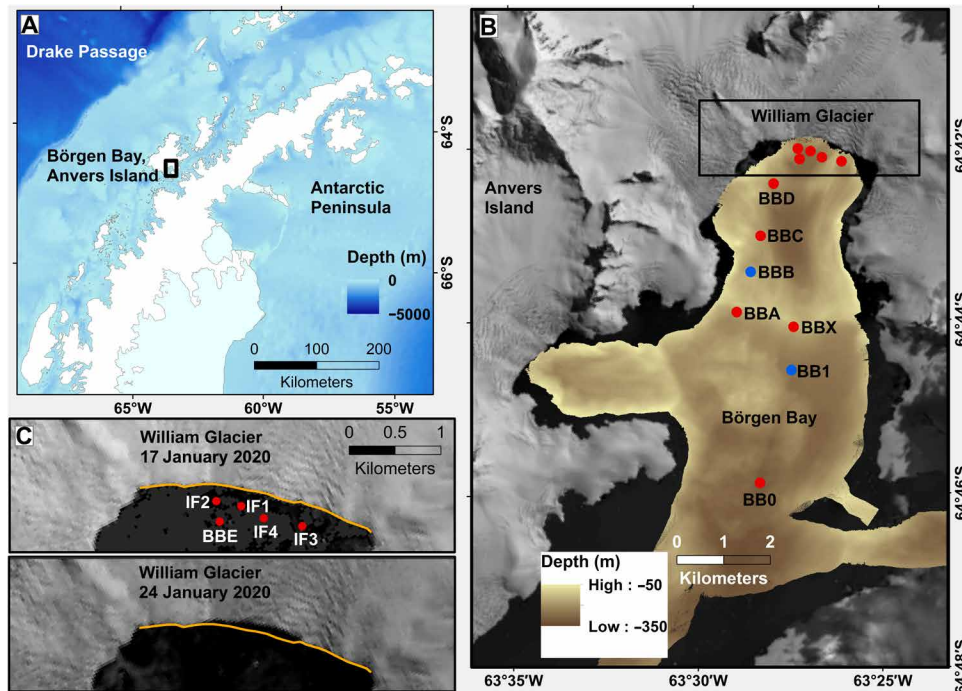 A
Drake Passage
Börgen Bay,
Anvers Island
Antarctic
Peninsula
Depth (m)
0
−5000
0 100 200
Kilometers
64°S
66°S
65°W 60°W 55°W
B
William Glacier
Anvers
Island
BBD
BBC
BBB
BBA
BBX
BB1
Börgen Bay
BB0
0 1 2
Kilometers
Depth (m)
High : −50
Low : −350
64°42'S
64°44'S
64°46'S
64°48'S
63°35'W 63°30'W 63°25'W
C
William Glacier
17 January 2020
0 0.5 1
Kilometers
IF2
IF1
BBE
IF4
IF3
William Glacier
24 January 2020